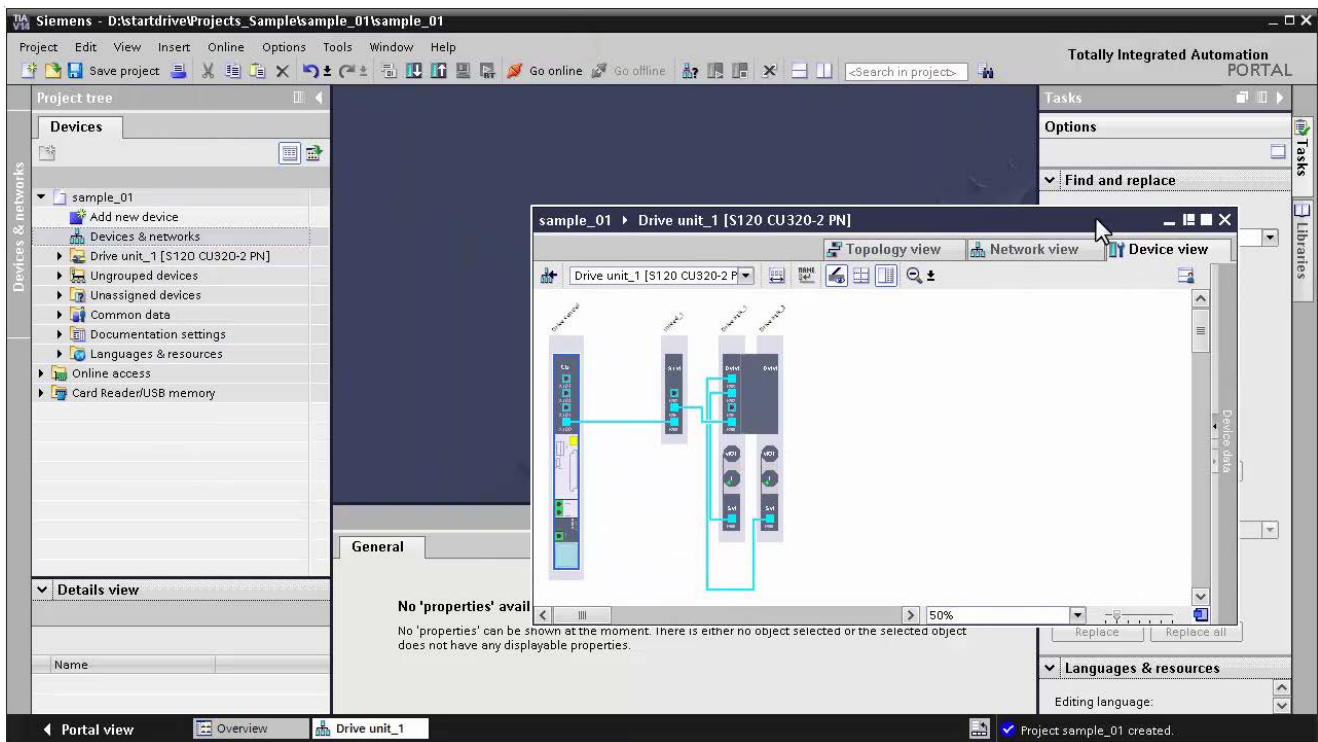 TIA V14
Siemens - D:\startdrive\Projects_Sample\sample_01\sample_01
Project Edit View Insert Online Options Tools Window Help
Totally Integrated Automation
PORTAL
Save project
Go online
Go offline
<Search in project>
Project tree
Devices
Devices & networks
sample_01
Add new device
Devices & networks
Drive unit_1 [S120 CU320-2 PN]
Ungrouped devices
Unassigned devices
Common data
Documentation settings
Languages & resources
Online access
Card Reader/USB memory
Details view
Name
sample_01 Drive unit_1 [S120 CU320-2 PN]
Topology view
Network view
Device view
Drive unit_1 [S120 CU320-2 P
50%
Device data
General
No 'properties' avail
No 'properties' can be shown at the moment. There is either no object selected or the selected object
does not have any displayable properties.
Tasks
Options
Find and replace
Replace
Replace all
Languages & resources
Editing language:
Tasks
Libraries
Portal view
Overview
Drive unit_1
Project sample_01 created.